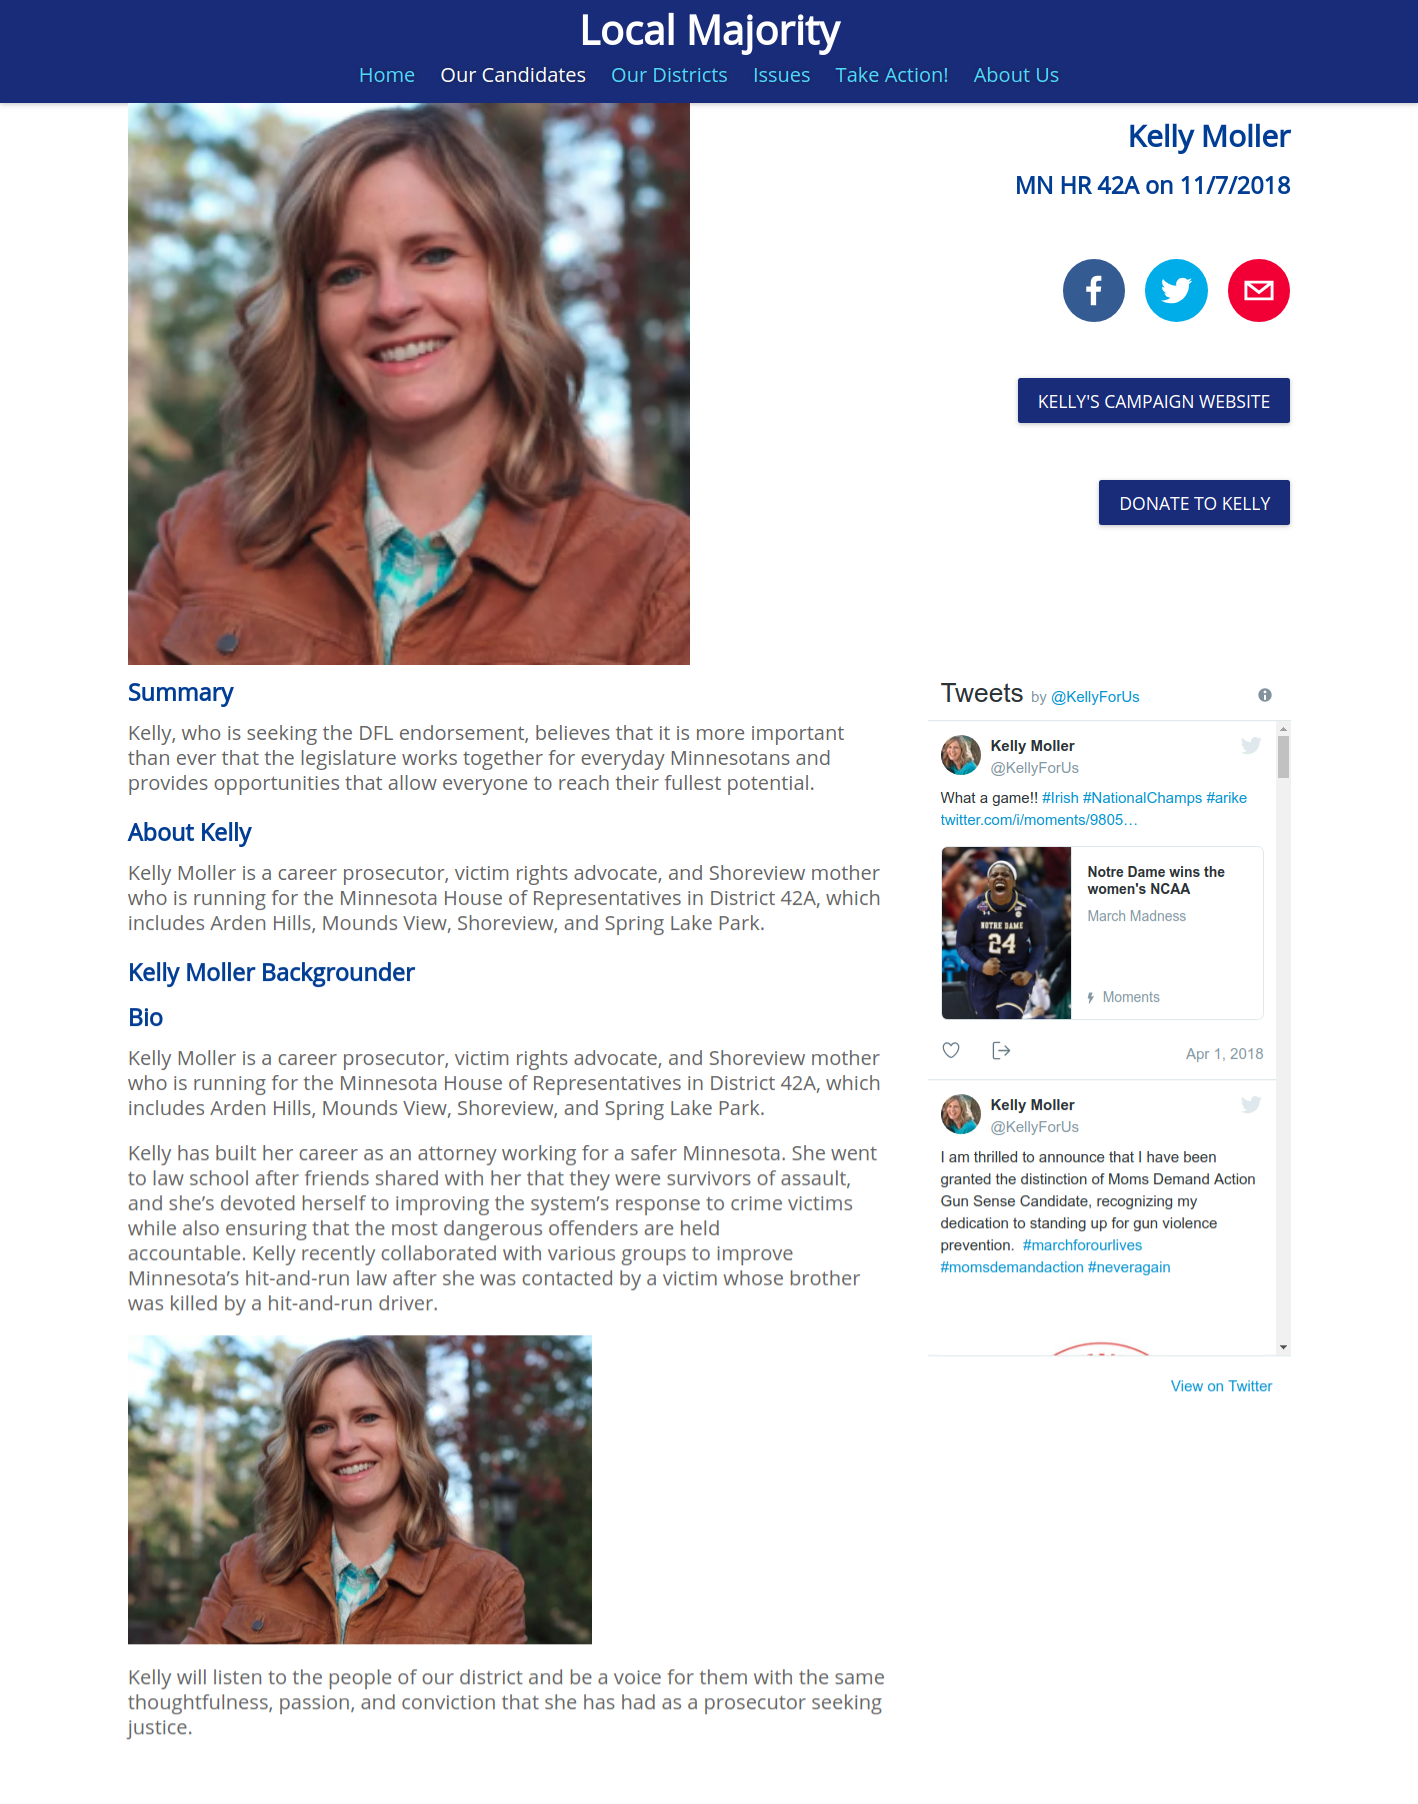 Local Majority
Home Our Candidates Our Districts Issues Take Action! About Us
Kelly Moller
MN HR 42A on 11/7/2018
KELLY'S CAMPAIGN WEBSITE
DONATE TO KELLY
Summary
Kelly, who is seeking the DFL endorsement, believes that it is more important
than ever that the legislature works together for everyday Minnesotans and
provides opportunities that allow everyone to reach their fullest potential.
About Kelly
Kelly Moller is a career prosecutor, victim rights advocate, and Shoreview mother
who is running for the Minnesota House of Representatives in District 42A, which
includes Arden Hills, Mounds View, Shoreview, and Spring Lake Park.
Kelly Moller Backgrounder
Bio
Kelly Moller is a career prosecutor, victim rights advocate, and Shoreview mother
who is running for the Minnesota House of Representatives in District 42A, which
includes Arden Hills, Mounds View, Shoreview, and Spring Lake Park.
Kelly has built her career as an attorney working for a safer Minnesota. She went
to law school after friends shared with her that they were survivors of assault,
and she’s devoted herself to improving the system’s response to crime victims
while also ensuring that the most dangerous offenders are held
accountable. Kelly recently collaborated with various groups to improve
Minnesota’s hit-and-run law after she was contacted by a victim whose brother
was killed by a hit-and-run driver.
Kelly will listen to the people of our district and be a voice for them with the same
thoughtfulness, passion, and conviction that she has had as a prosecutor seeking
justice.
Tweets by @KellyForUs
Kelly Moller
@KellyForUs
What a game!! #Irish #NationalChamps #arike
twitter.com/i/moments/9805…
NOTRE DAME
24
Notre Dame wins the
women's NCAA
March Madness
Moments
Apr 1, 2018
Kelly Moller
@KellyForUs
I am thrilled to announce that I have been
granted the distinction of Moms Demand Action
Gun Sense Candidate, recognizing my
dedication to standing up for gun violence
prevention. #marchforourlives
#momsdemandaction #neveragain
View on Twitter